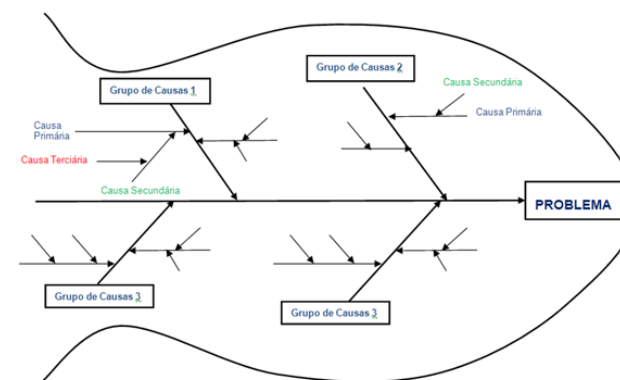 Grupo de Causas 1
Grupo de Causas 2
Causa Secundária
Causa Primária
Causa
Primária
Causa Terciária
Causa Secundária
PROBLEMA
Grupo de Causas 3
Grupo de Causas 3